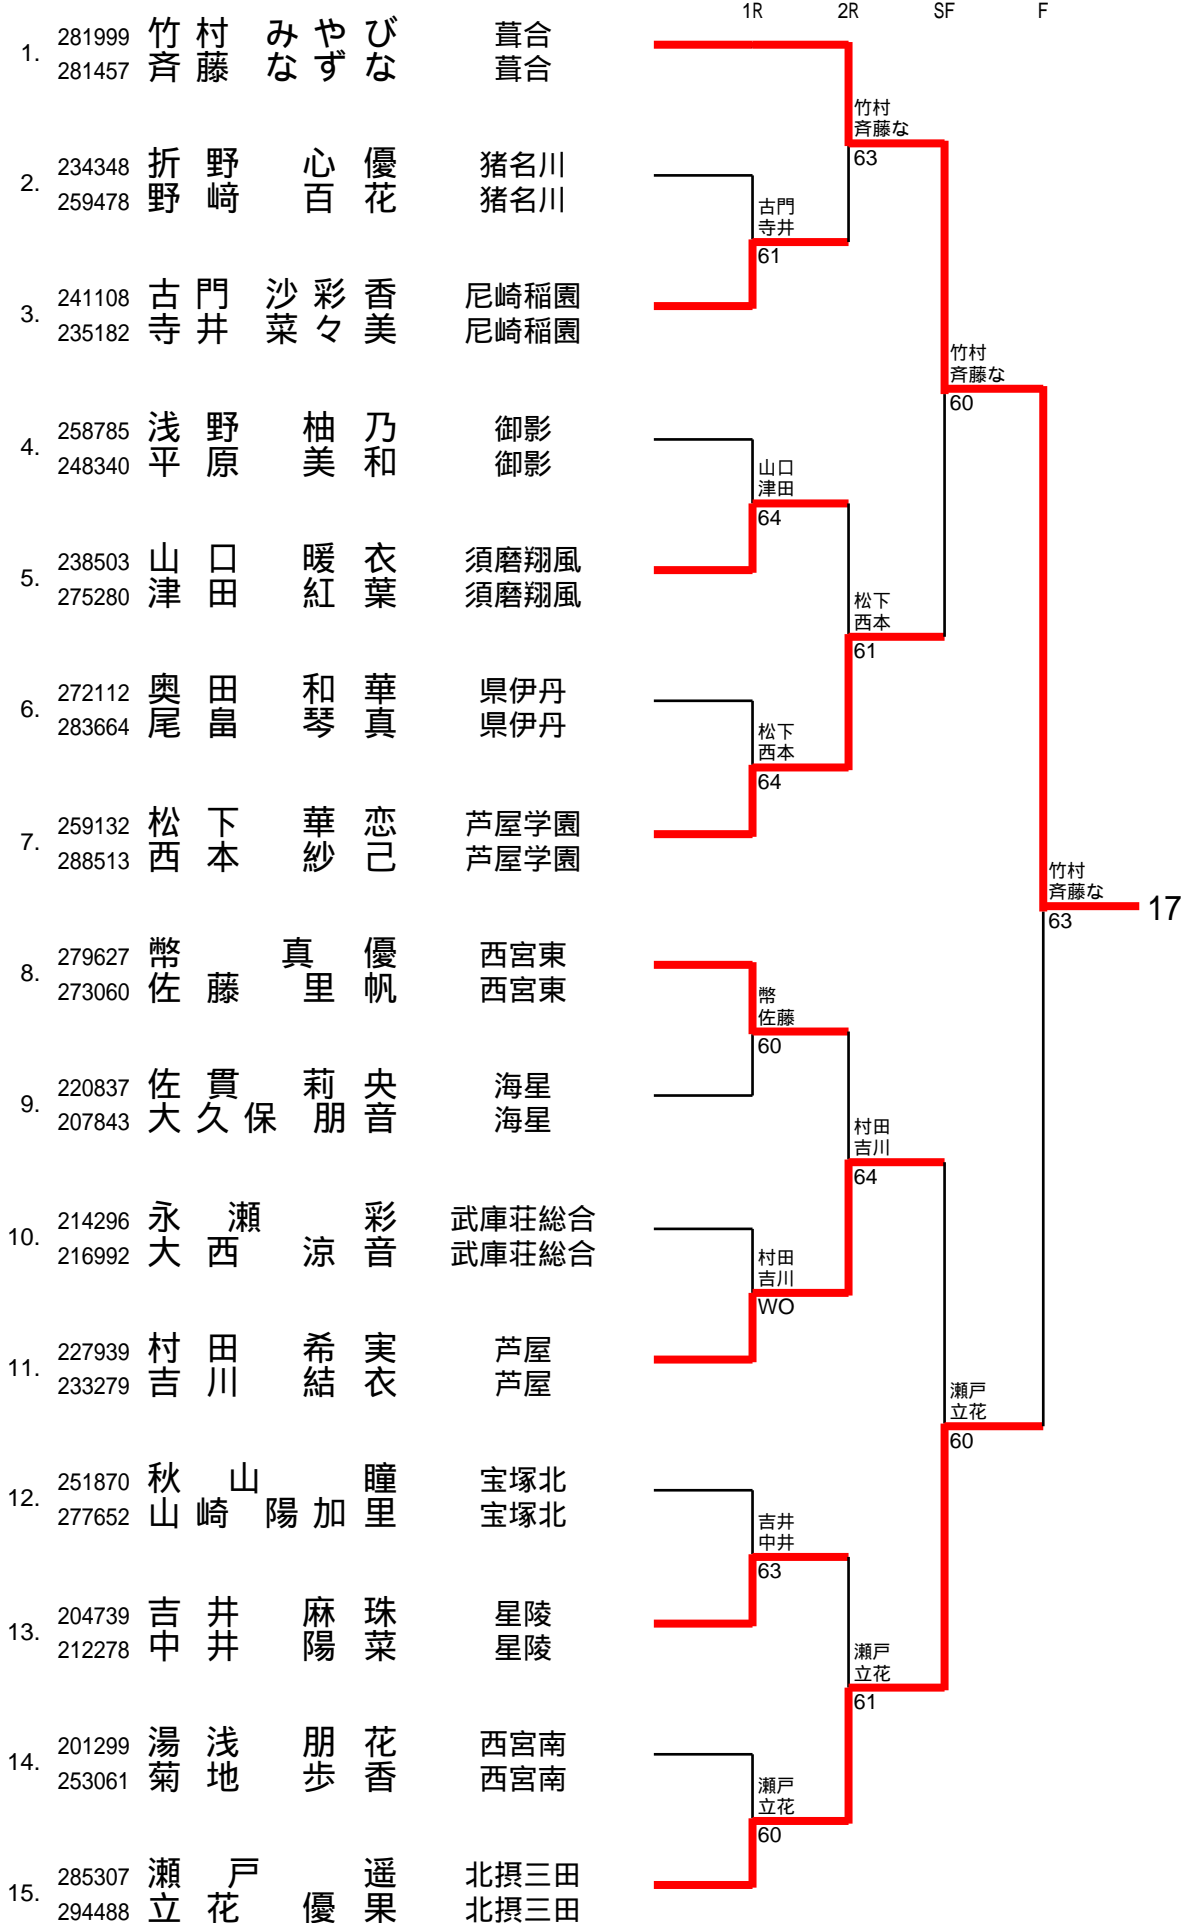 1R 2R SF F
1. 281999 竹村 みやび 葺合
281457 斉藤 なずな 葺合
竹村
斉藤な
63
2. 234348 折野 心優 猪名川
259478 野﨑 百花 猪名川
古門
寺井
61
3. 241108 古門 沙彩香 尼崎稲園
235182 寺井 菜々美 尼崎稲園
竹村
斉藤な
60
4. 258785 浅野 柚乃 御影
248340 平原 美和 御影
山口
津田
64
5. 238503 山口 暖衣 須磨翔風
275280 津田 紅葉 須磨翔風
松下
西本
61
6. 272112 奥田 和華 県伊丹
283664 尾畠 琴真 県伊丹
松下
西本
64
7. 259132 松下 華恋 芦屋学園
288513 西本 紗己 芦屋学園
竹村
斉藤な
63
17
8. 279627 幣 真優 西宮東
273060 佐藤 里帆 西宮東
幣
佐藤
60
9. 220837 佐貫 莉央 海星
207843 大久保 朋音 海星
村田
吉川
64
10. 214296 永瀬 彩 武庫荘総合
216992 大西 涼音 武庫荘総合
村田
吉川
WO
11. 227939 村田 希実 芦屋
233279 吉川 結衣 芦屋
瀬戸
立花
60
12. 251870 秋山 瞳 宝塚北
277652 山崎 陽加里 宝塚北
吉井
中井
63
13. 204739 吉井 麻珠 星陵
212278 中井 陽菜 星陵
瀬戸
立花
61
14. 201299 湯浅 朋花 西宮南
253061 菊地 歩香 西宮南
瀬戸
立花
60
15. 285307 瀬戸 遥 北摂三田
294488 立花 優果 北摂三田